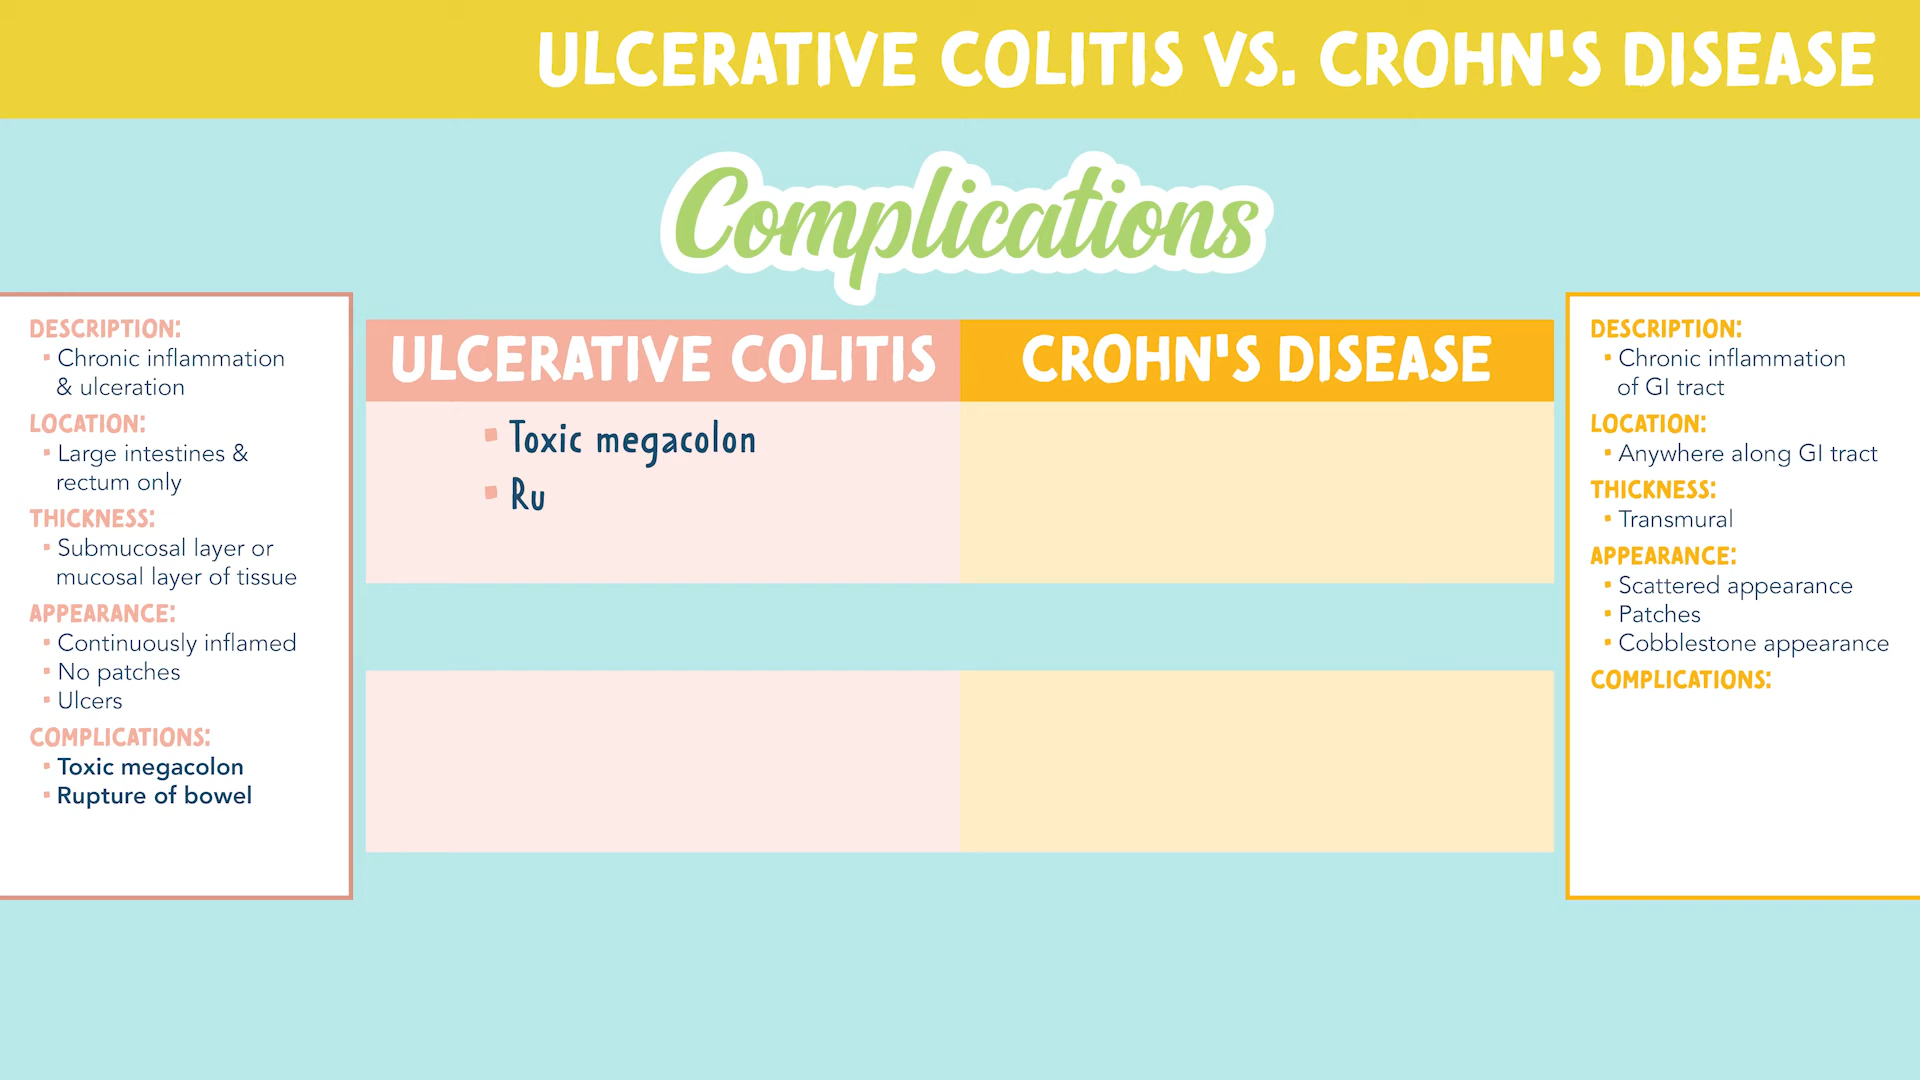 ULCERATIVE COLITIS VS. CROHN'S DISEASE
Complications
DESCRIPTION:
▪ Chronic inflammation
& ulceration
LOCATION:
▪ Large intestines &
rectum only
THICKNESS:
▪ Submucosal layer or
mucosal layer of tissue
APPEARANCE:
▪ Continuously inflamed
▪ No patches
▪ Ulcers
COMPLICATIONS:
▪ Toxic megacolon
▪ Rupture of bowel
ULCERATIVE COLITIS
▪ Toxic megacolon
▪ Ru
CROHN'S DISEASE
DESCRIPTION:
▪ Chronic inflammation
of GI tract
LOCATION:
▪ Anywhere along GI tract
THICKNESS:
▪ Transmural
APPEARANCE:
▪ Scattered appearance
▪ Patches
▪ Cobblestone appearance
COMPLICATIONS: